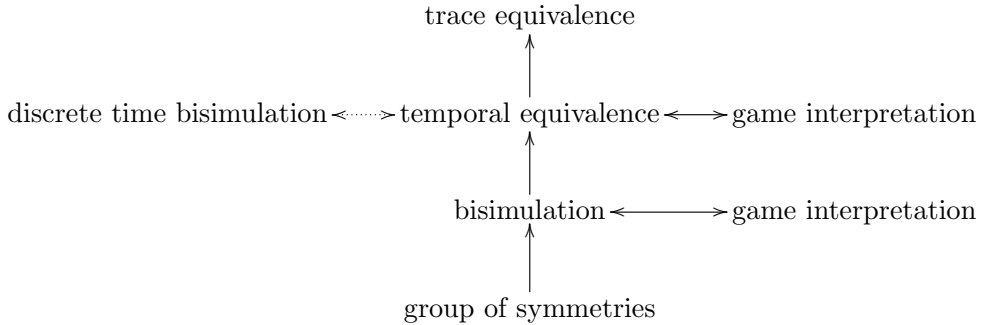 trace equivalence
discrete time bisimulation temporal equivalence game interpretation
bisimulation game interpretation
group of symmetries